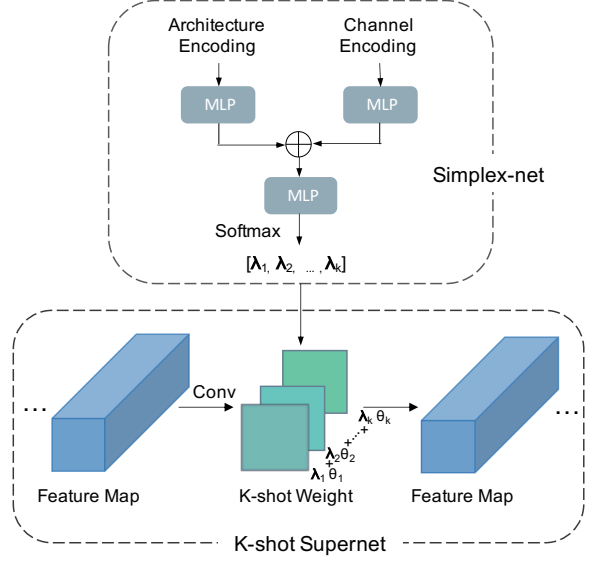 Architecture Encoding
Channel Encoding
MLP
MLP
Simplex-net
MLP
Softmax
[λ1, λ2, ... , λk]
...
Conv
...
λ1 θ1 + λ2θ2 +...+ λk θk
Feature Map
K-shot Weight
Feature Map
K-shot Supernet